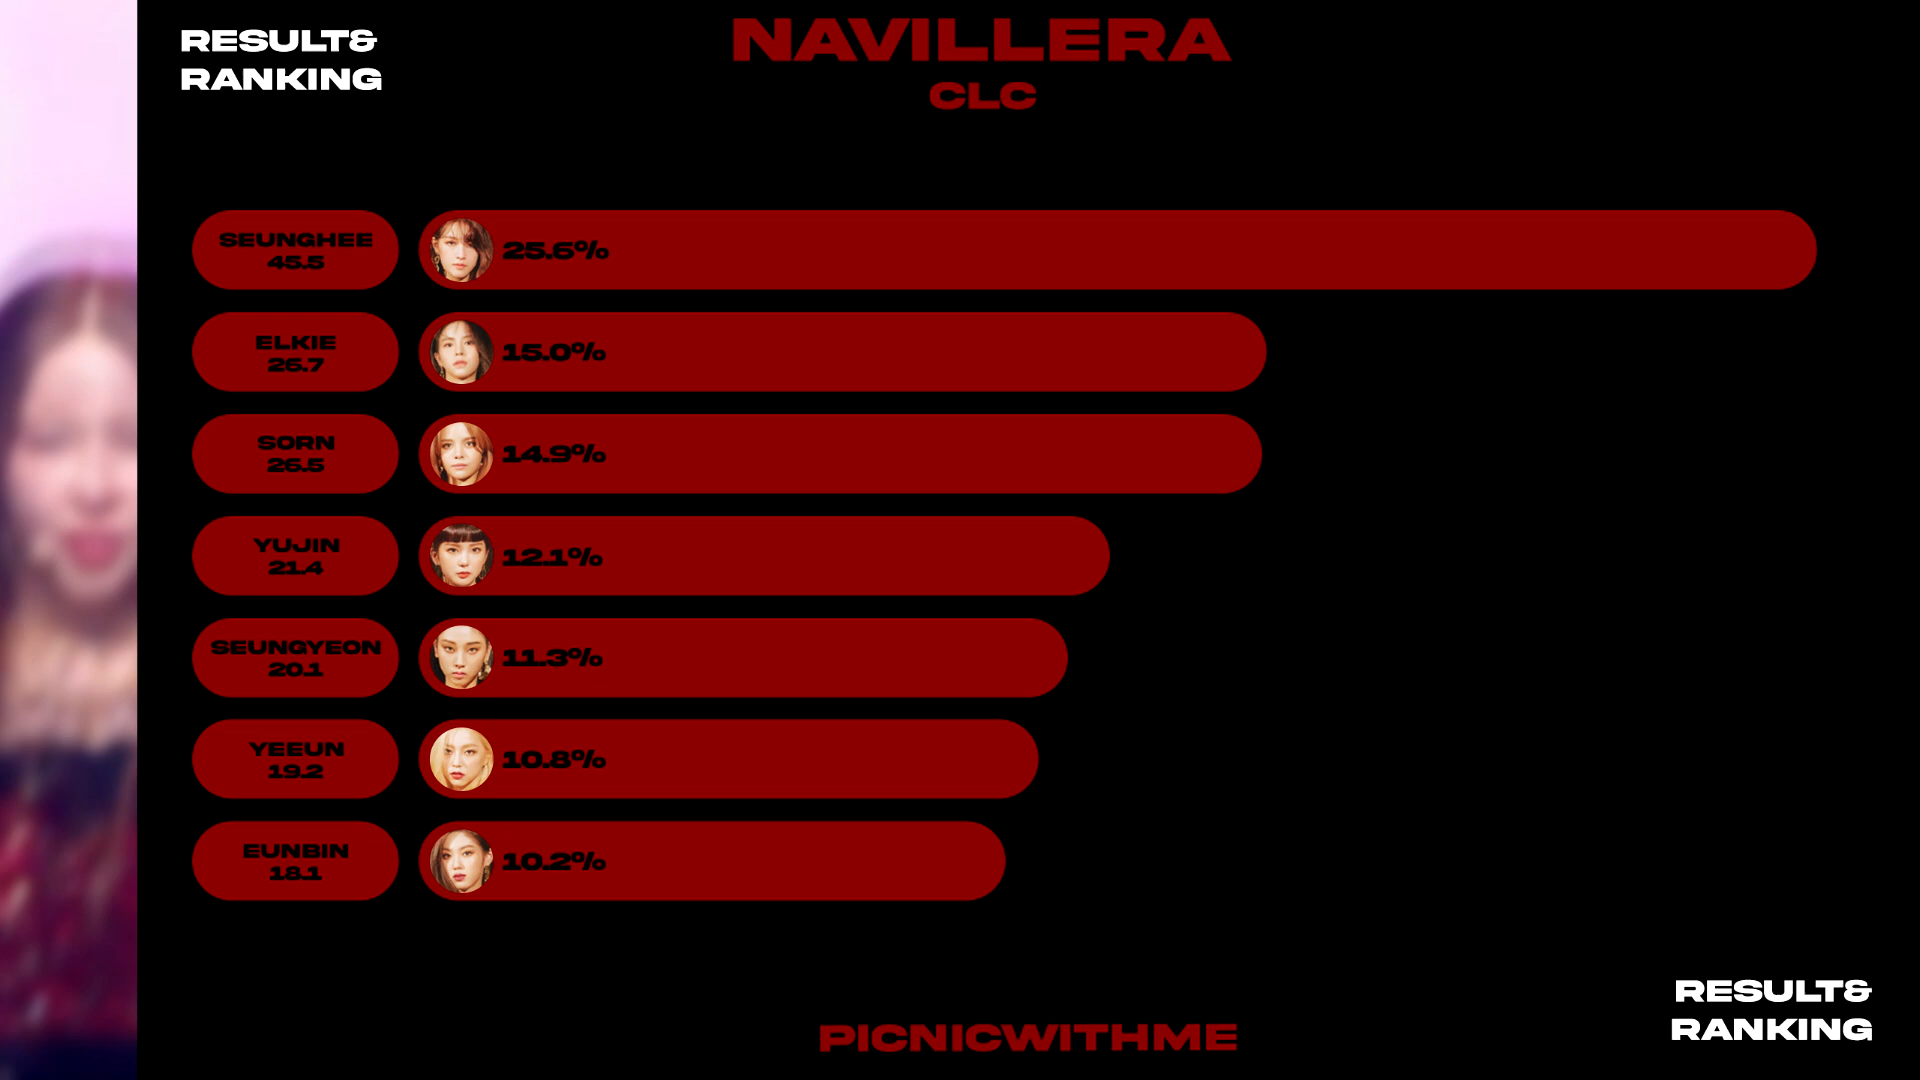 RESULT&
RANKING
NAVILLERA
CLC
SEUNGHEE
45.5
25.6%
ELKIE
26.7
15.0%
SORN
26.5
14.9%
YUJIN
21.4
12.1%
SEUNGYEON
20.1
11.3%
YEEUN
19.2
10.8%
EUNBIN
18.1
10.2%
PICNICWITHME
RESULT&
RANKING